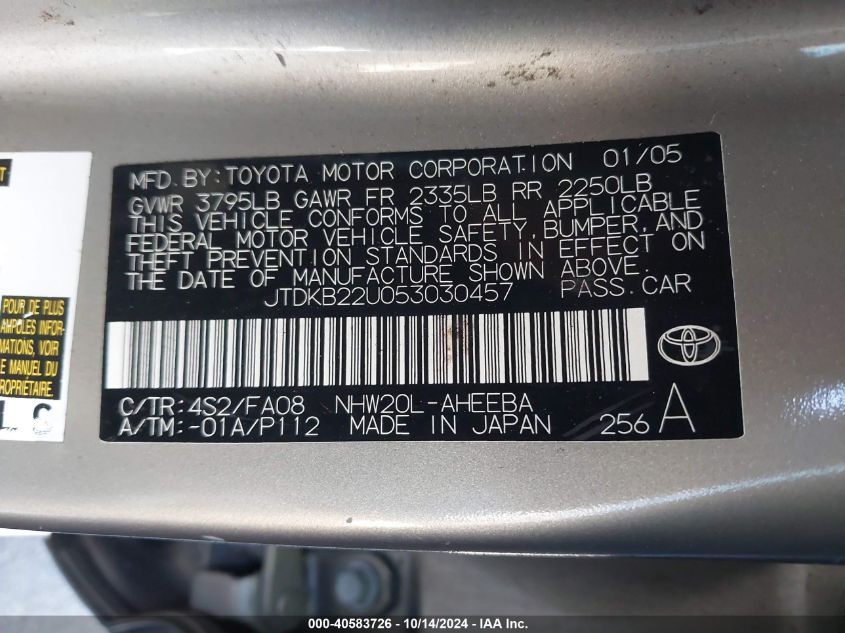 MFD. BY: TOYOTA MOTOR CORPORATION 01/05
GVWR 3795LB GAWR FR 2335LB RR 2250LB
THIS VEHICLE CONFORMS TO ALL APPLICABLE
FEDERAL MOTOR VEHICLE SAFETY, BUMPER, AND
THEFT PREVENTION STANDARDS IN EFFECT ON
THE DATE OF MANUFACTURE SHOWN ABOVE.
JTDKB22U053030457 PASS. CAR
C/TR: 4S2/FA08 NHW20L-AHEEBA
A/TM: -01A/P112 MADE IN JAPAN 256 A
POUR DE
AMPLES INFOR-
MATIONS, VOIR
LE MANUEL DU
PROPRIÉTAIRE.
000-40583726 - 10/14/2024 - IAA Inc.